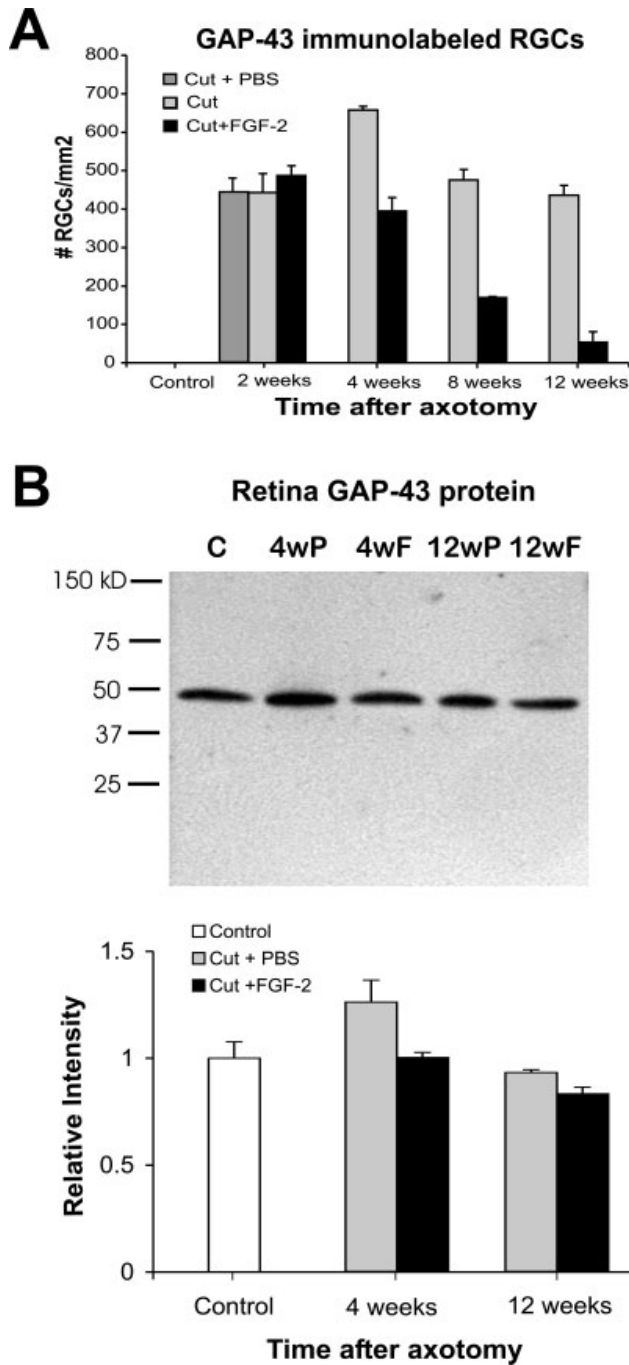 A
GAP-43 immunolabeled RGCs
800
700
600
500
400
300
200
100
0
# RGCs/mm2
Cut + PBS
Cut
Cut+FGF-2
Control 2 weeks 4 weeks 8 weeks 12 weeks
Time after axotomy
B
Retina GAP-43 protein
C 4wP 4wF 12wP 12wF
150 kD
75
50
37
25
Control
Cut + PBS
Cut +FGF-2
1.5
1
0.5
0
Relative Intensity
Control 4 weeks 12 weeks
Time after axotomy